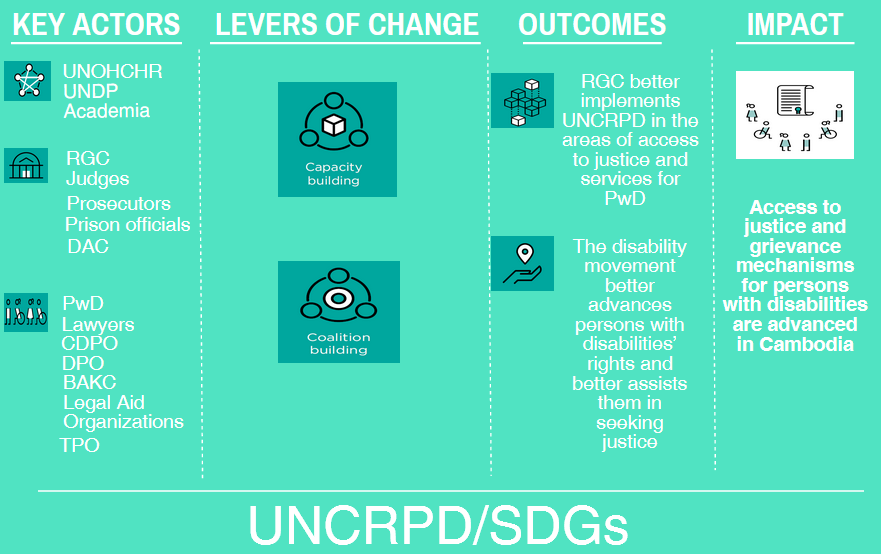 KEY ACTORS
UNOHCHR
UNDP
Academia
RGC
Judges
Prosecutors
Prison officials
DAC
PwD
Lawyers
CDPO
DPO
BAKC
Legal Aid
Organizations
TPO
LEVERS OF CHANGE
Capacity
building
Coalition
building
OUTCOMES
RGC better
implements
UNCRPD in the
areas of access
to justice and
services for
PwD
The disability
movement
better
advances
persons with
disabilities’
rights and
better assists
them in
seeking
justice
IMPACT
Access to
justice and
grievance
mechanisms
for persons
with disabilities
are advanced
in Cambodia
UNCRPD/SDGs